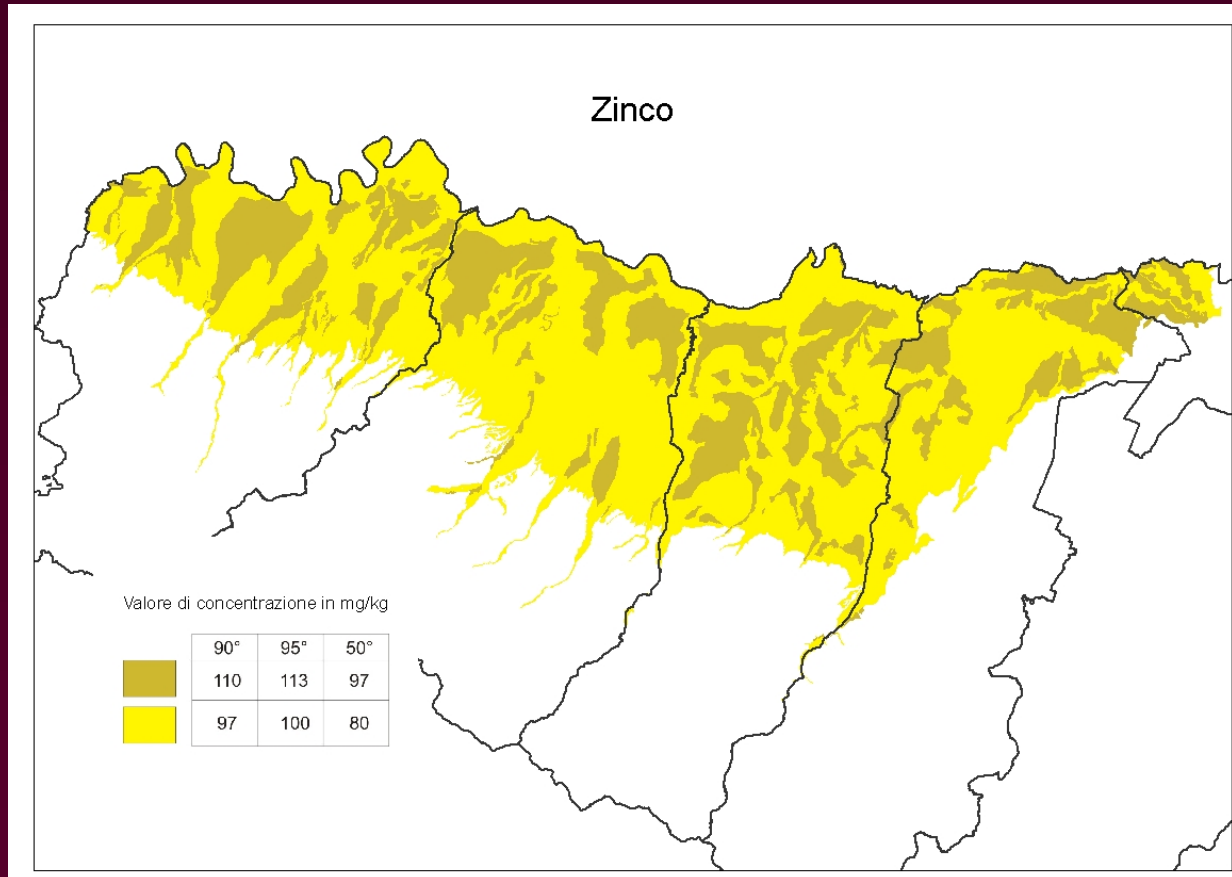 Zinco
Valore di concentrazione in mg/kg
90° 95° 50°
110 113 97
97 100 80